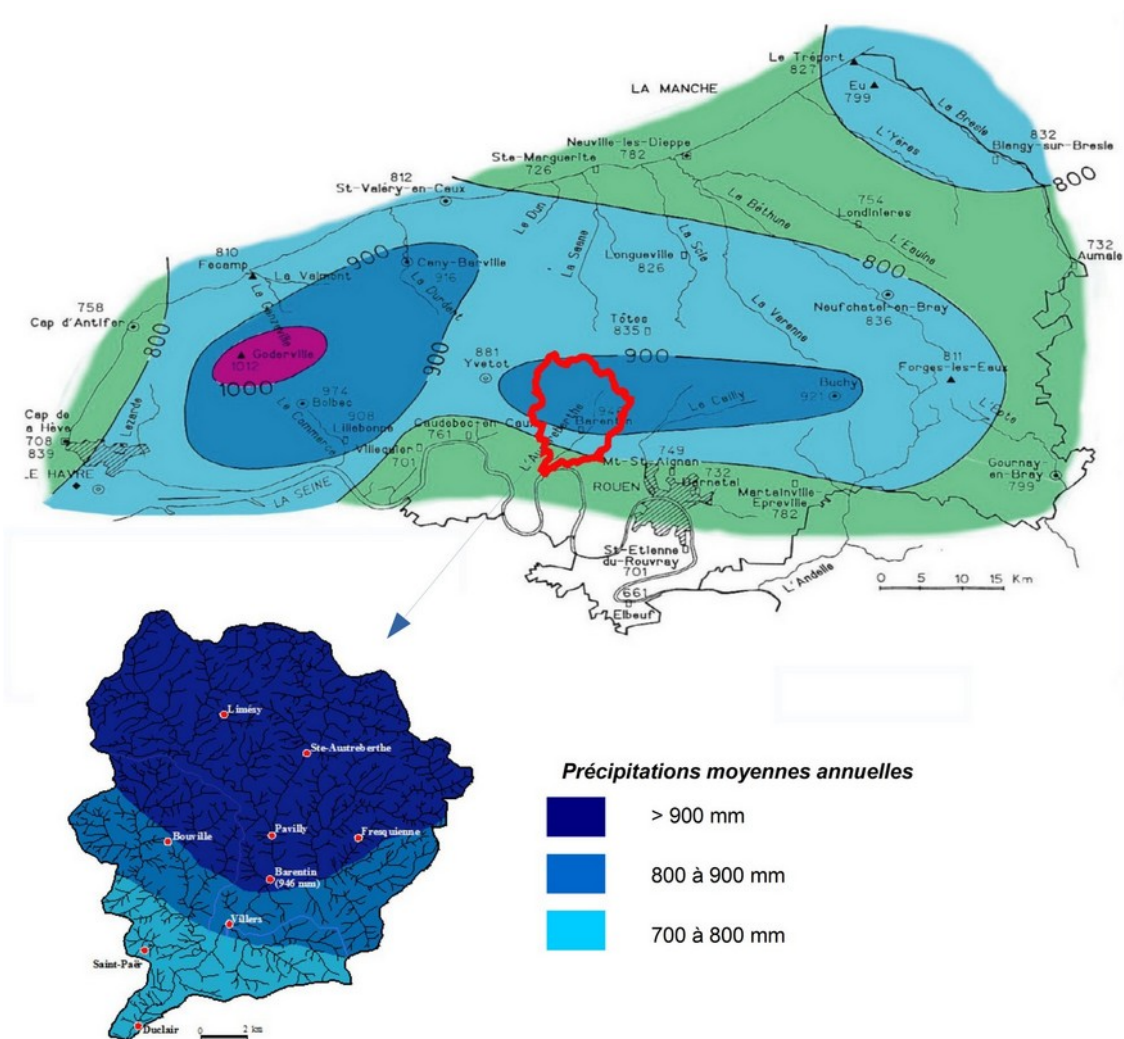 Le Tréport
827
LA MANCHE
Eu
799
La Bresle
832
Blangy-sur-Bresle
L'Yères
800
Neuville-les-Dieppe
782
Ste-Marguerite
726
812
St-Valéry-en-Caux
Le Dun
La Saane
La Scie
La Béthune
754
Londinieres
L'Eauine
732
Aumale
810
Fecamp
La Valmont
900
Cany-Barville
916
La Durdent
Longueville
826
800
La Varenne
Neufchatel-en-Bray
836
758
Cap d'Antifer
800
La Ganzeville
Goderville
1012
1000
900
881
Yvetot
Tôtes
835
900
811
Forges-les-Eaux
Buchy
921
974
Bolbec
Le Commerce
908
Lillebonne
Caudebec-en-Caux
761
Villequier
701
Barentin
Le Cailly
L'Epte
Cap de
a Hève
708
839
Lezarde
LE HAVRE
LA SEINE
749
Mt-St-Aignan
732
Darnetal
ROUEN
Martainville-
Epreville
782
Gournay
en-Bray
799
St-Etienne
du-Rouvray
701
661
Elbeuf
L'Andelle
0 5 10 15 Km
Limésy
Ste-Austreberthe
Bouville
Pavilly
Fresquienne
Barentin
(946 mm)
Villers
Saint-Paër
Duclair
0 2 km
Précipitations moyennes annuelles
> 900 mm
800 à 900 mm
700 à 800 mm